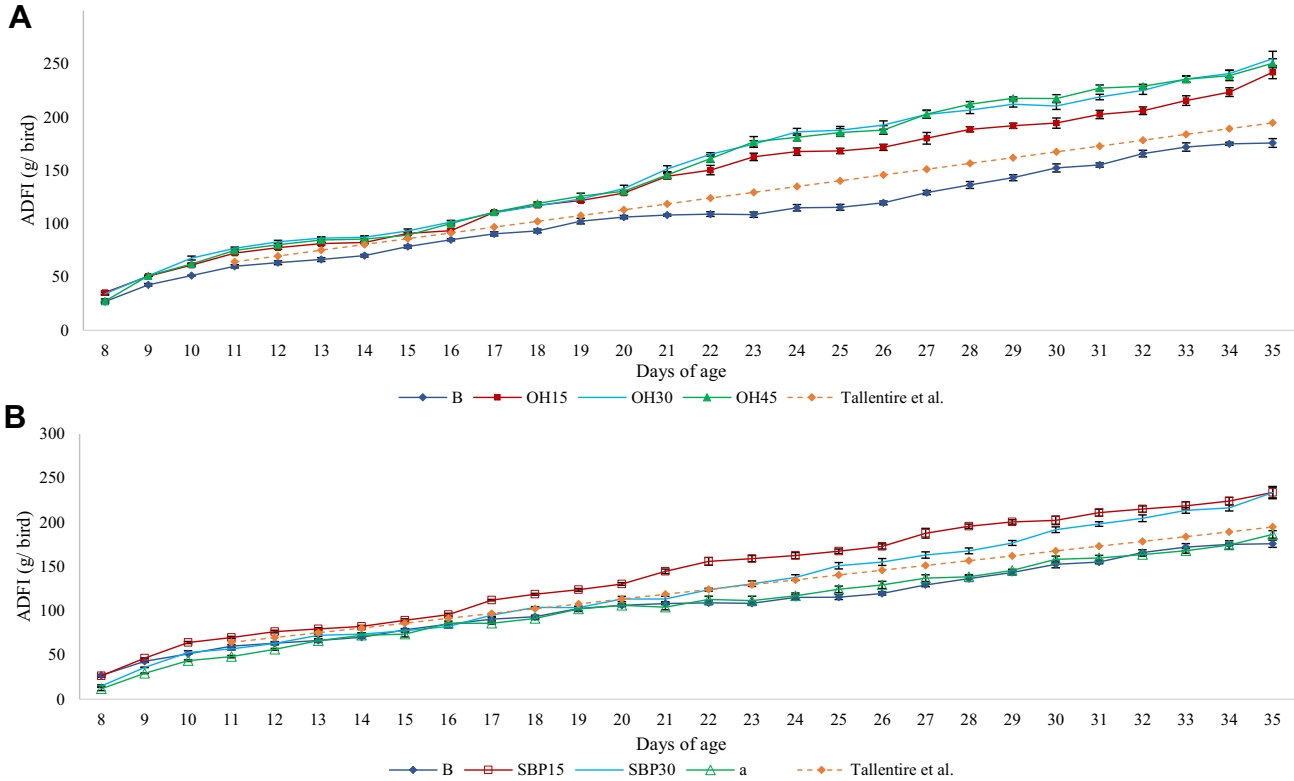 A
250
200
150
100
50
0
ADFI (g/ bird)
8 9 10 11 12 13 14 15 16 17 18 19 20 21 22 23 24 25 26 27 28 29 30 31 32 33 34 35
Days of age
B OH15 OH30 OH45 Tallentire et al.
B
300
250
200
150
100
50
0
ADFI (g/ bird)
8 9 10 11 12 13 14 15 16 17 18 19 20 21 22 23 24 25 26 27 28 29 30 31 32 33 34 35
Days of age
B SBP15 SBP30 a Tallentire et al.